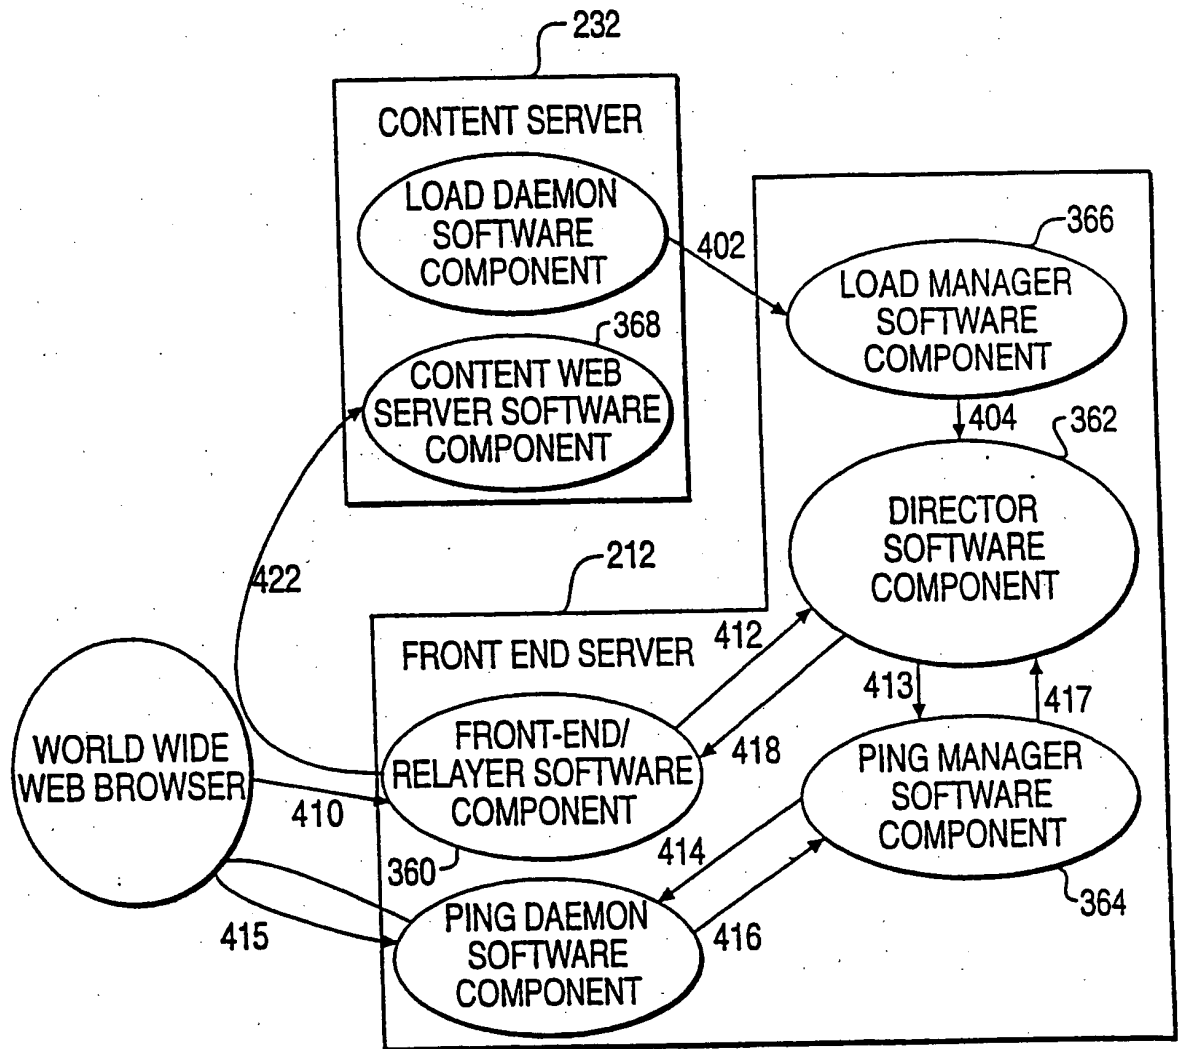 232
CONTENT SERVER
LOAD DAEMON
SOFTWARE
COMPONENT
402
368
CONTENT WEB
SERVER SOFTWARE
COMPONENT
366
LOAD MANAGER
SOFTWARE
COMPONENT
404
362
DIRECTOR
SOFTWARE
COMPONENT
422
212
FRONT END SERVER
412
413
417
418
WORLD WIDE
WEB BROWSER
410
FRONT-END/
RELAYER SOFTWARE
COMPONENT
360
PING MANAGER
SOFTWARE
COMPONENT
364
414
415
PING DAEMON
SOFTWARE
COMPONENT
416